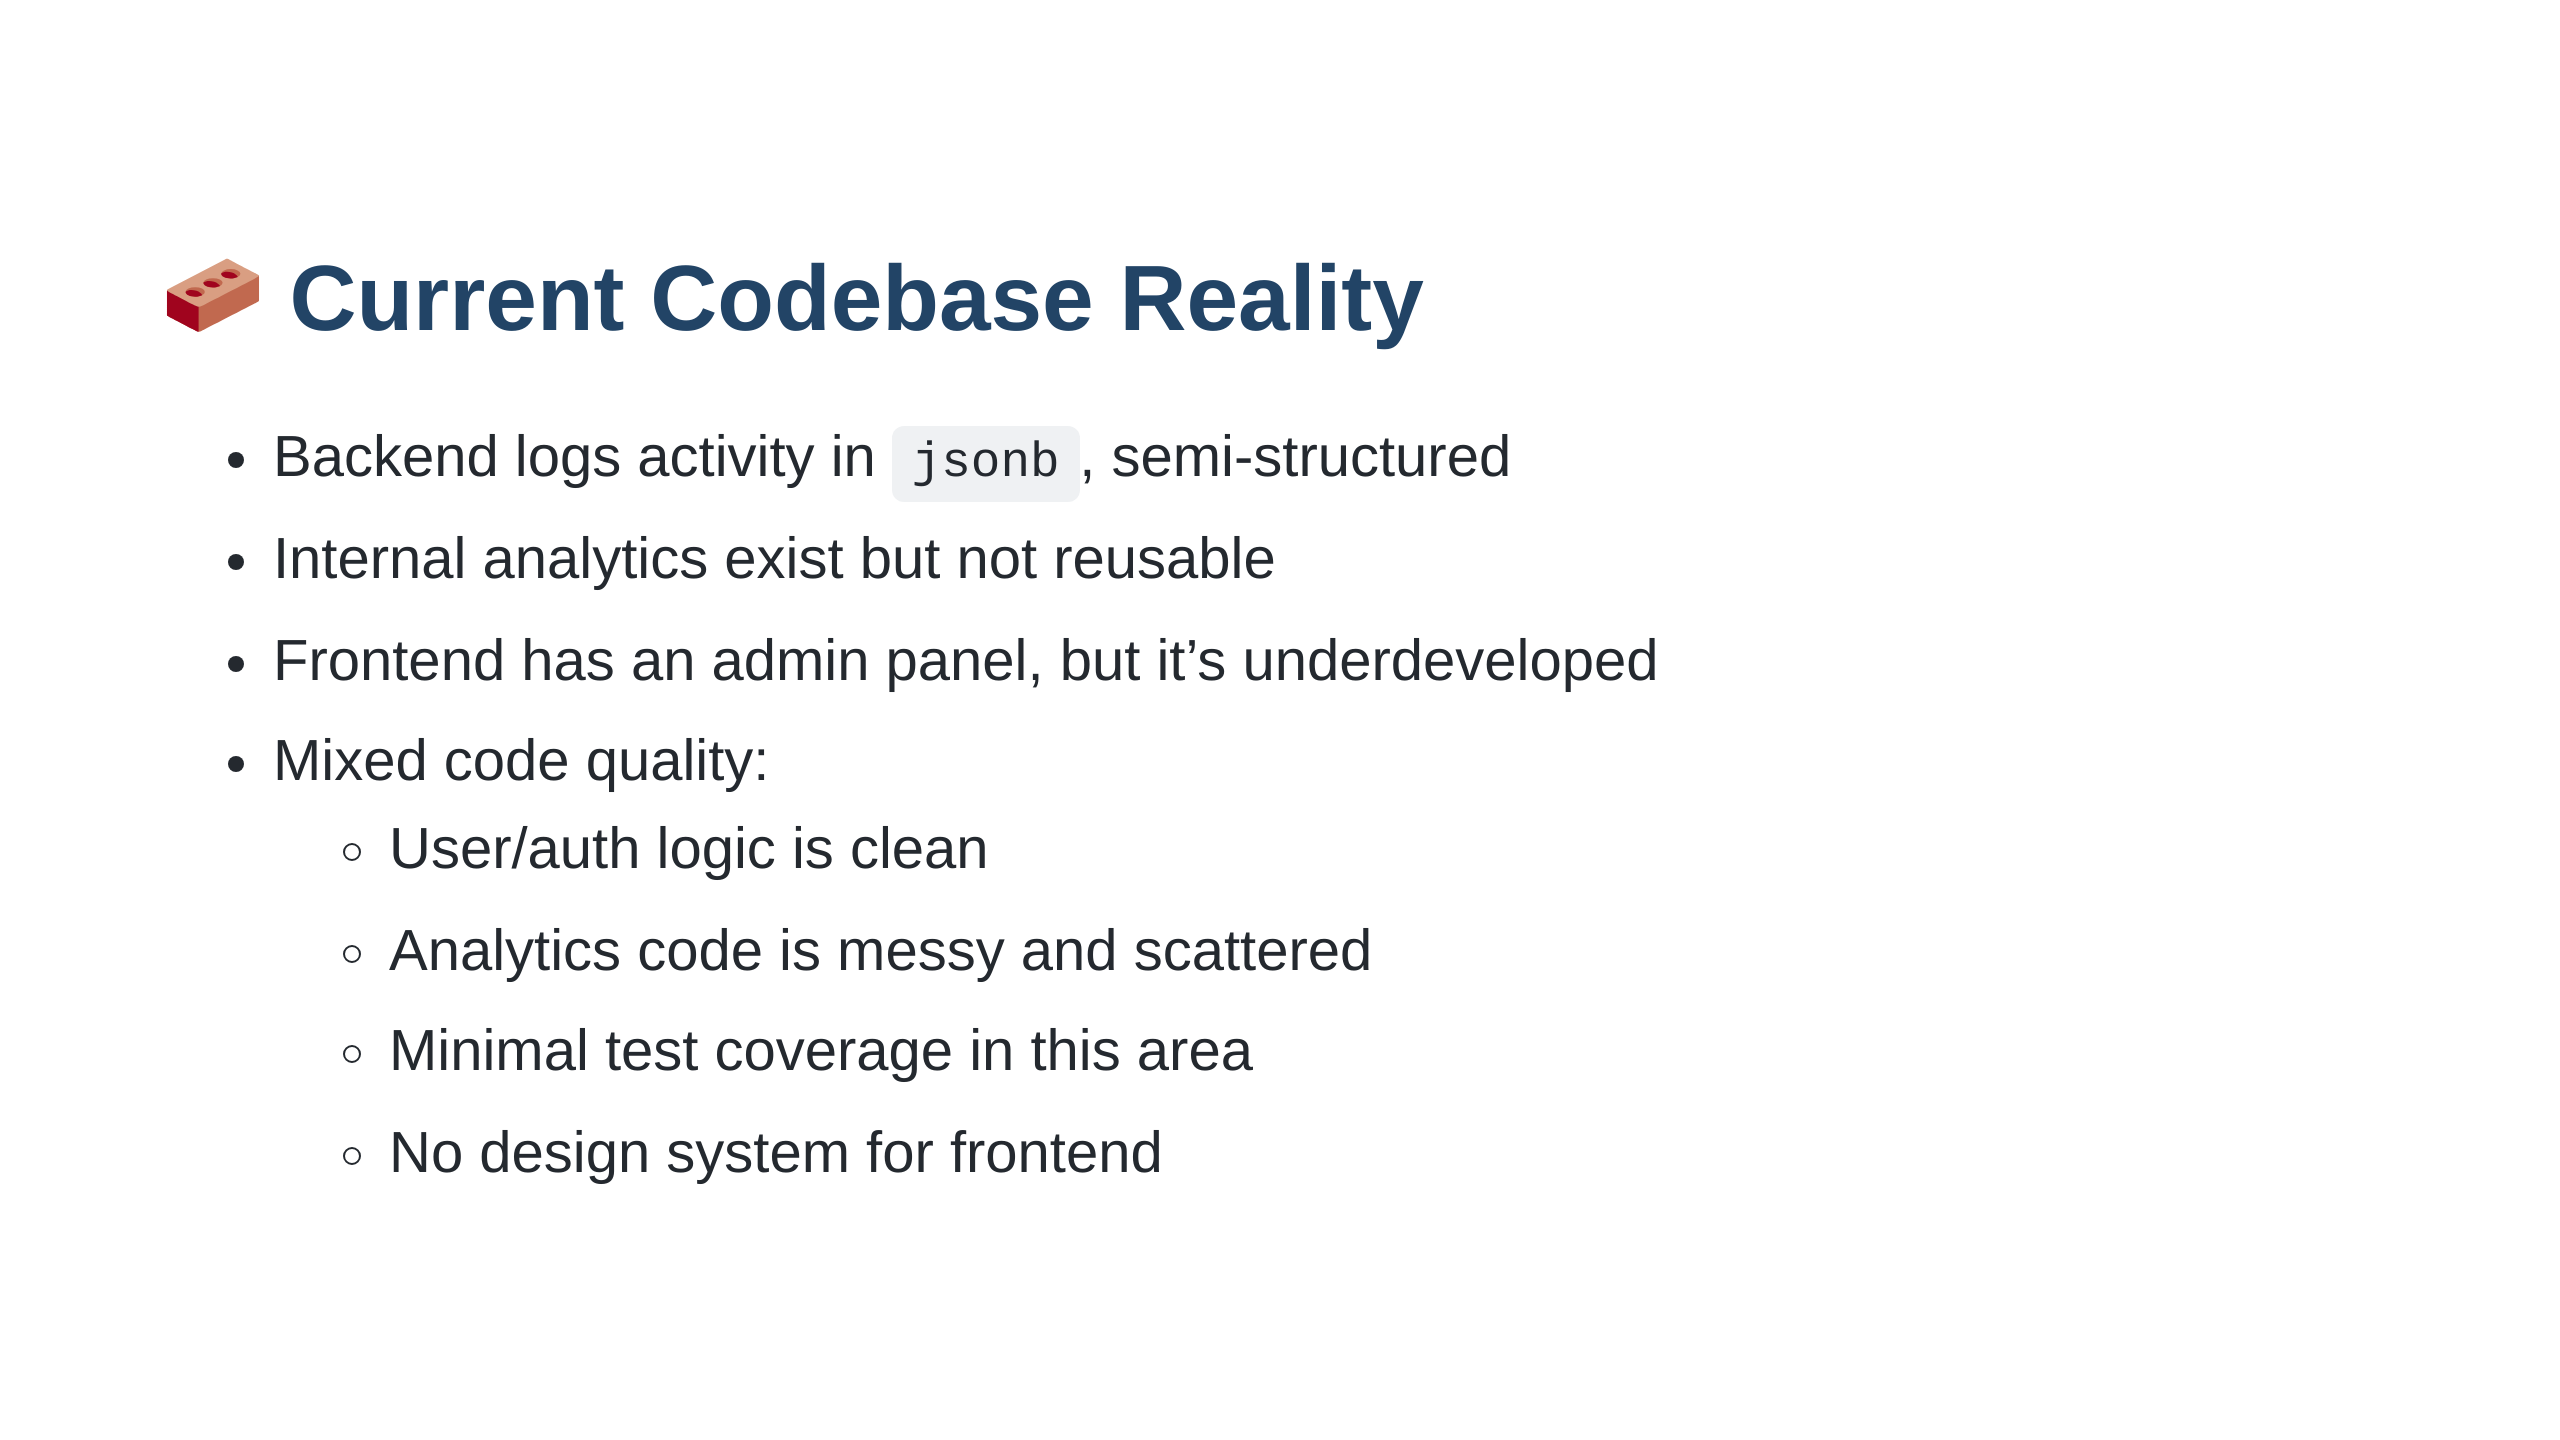 Current Codebase Reality
• Backend logs activity in jsonb, semi-structured
• Internal analytics exist but not reusable
• Frontend has an admin panel, but it’s underdeveloped
• Mixed code quality:
◦ User/auth logic is clean
◦ Analytics code is messy and scattered
◦ Minimal test coverage in this area
◦ No design system for frontend